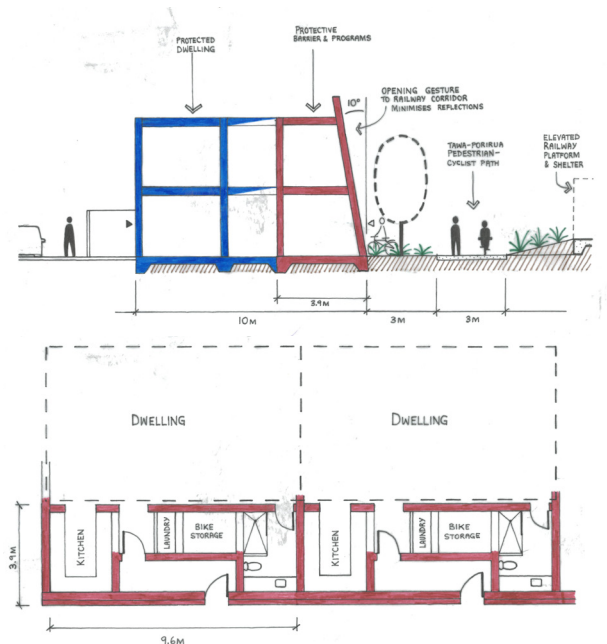 PROTECTED
DWELLING
PROTECTIVE
BARRIER & PROGRAMS
10°
OPENING GESTURE
TO RAILWAY CORRIDOR
MINIMISES REFLECTIONS
TAWA-PORIRUA
PEDESTRIAN-
CYCLIST PATH
ELEVATED
RAILWAY
PLATFORM
& SHELTER
3.9M
10M
3M
3M
DWELLING
DWELLING
3.9M
KITCHEN
LAUNDRY
BIKE
STORAGE
KITCHEN
LAUNDRY
BIKE
STORAGE
9.6M